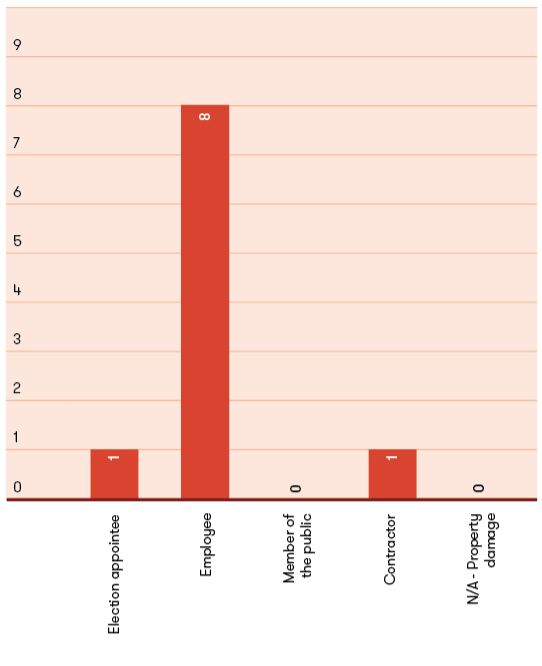 9
8
7
6
5
4
3
2
1
0
1
8
0
1
0
Election appointee
Employee
Member of
the public
Contractor
N/A - Property
damage